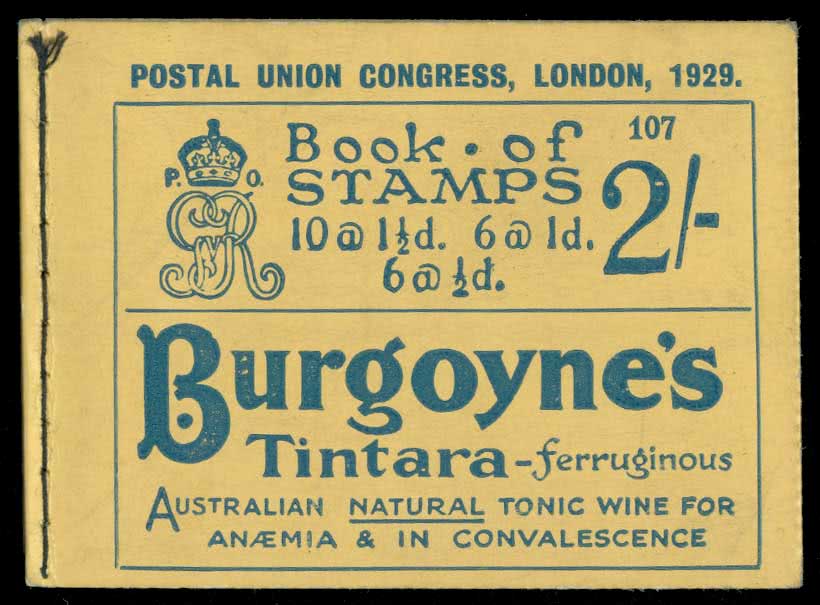 POSTAL UNION CONGRESS, LONDON, 1929.
107
Book · of
STAMPS
2/-
P. O.
GRV
10 @ 1½d. 6 @ 1d.
6 @ ½d.
Burgoyne's
Tintara - ferruginous
AUSTRALIAN NATURAL TONIC WINE FOR
ANÆMIA & IN CONVALESCENCE